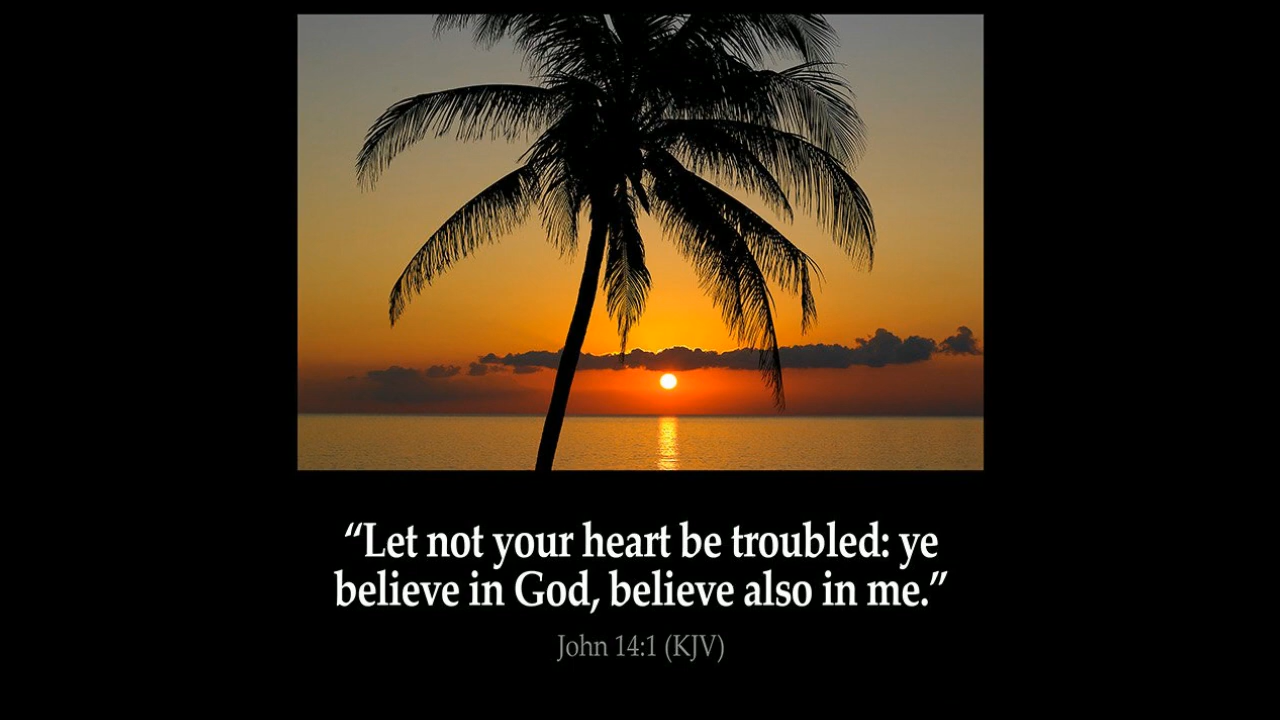 “Let not your heart be troubled: ye
believe in God, believe also in me.”
John 14:1 (KJV)